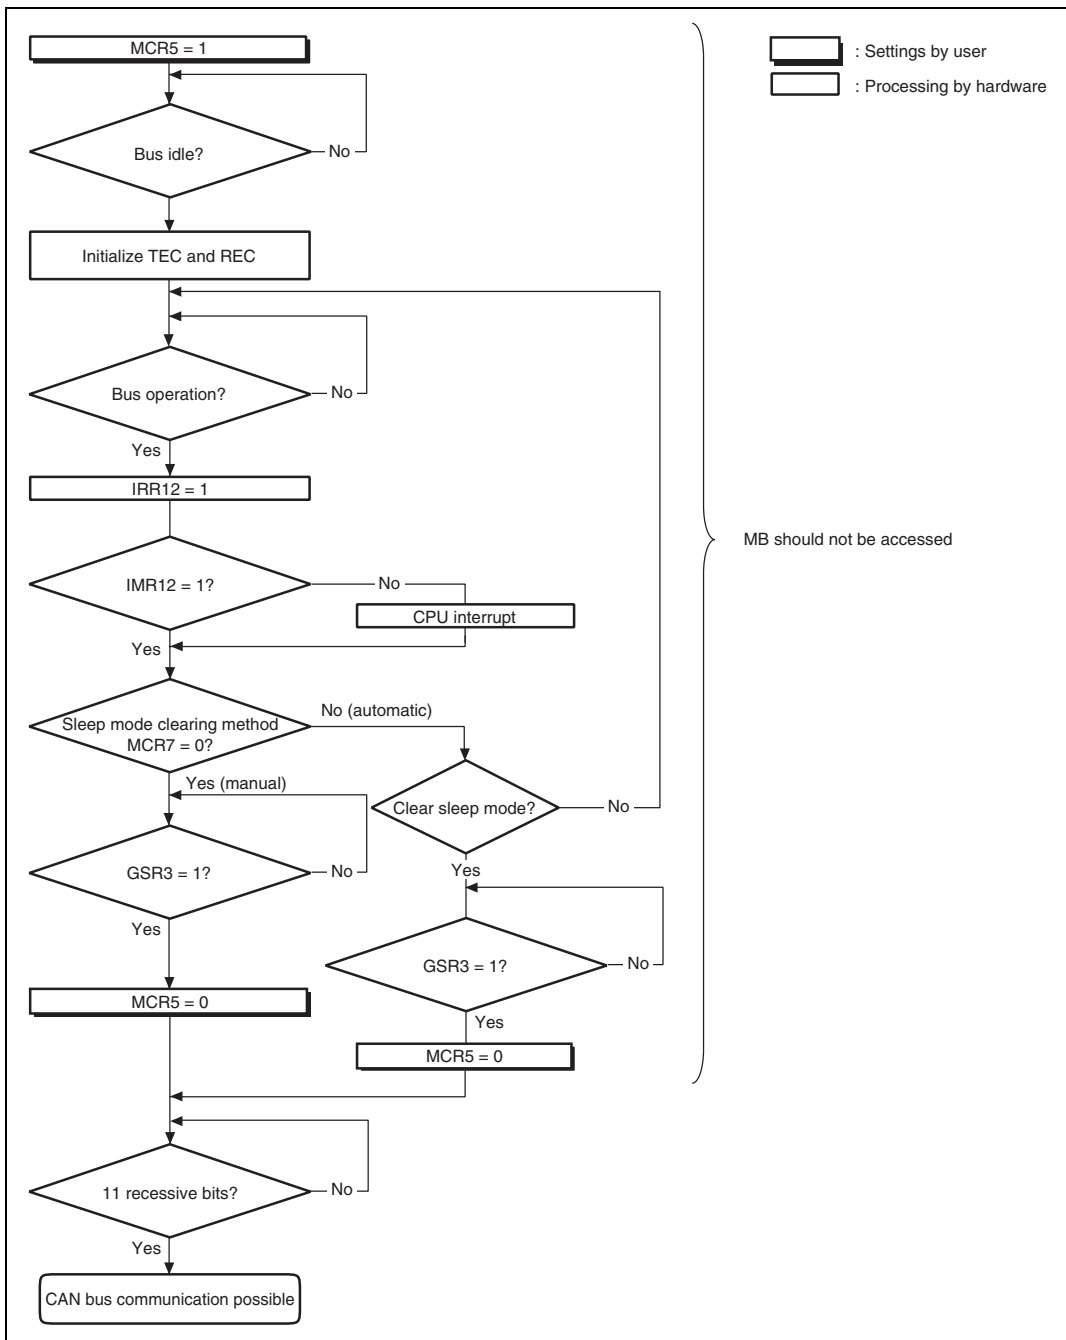 MCR5 = 1
: Settings by user
: Processing by hardware
Bus idle?
No
Initialize TEC and REC
Bus operation?
No
Yes
IRR12 = 1
MB should not be accessed
IMR12 = 1?
No
CPU interrupt
Yes
Sleep mode clearing method
MCR7 = 0?
No (automatic)
Yes (manual)
Clear sleep mode?
No
GSR3 = 1?
No
Yes
Yes
GSR3 = 1?
No
MCR5 = 0
Yes
MCR5 = 0
11 recessive bits?
No
Yes
CAN bus communication possible